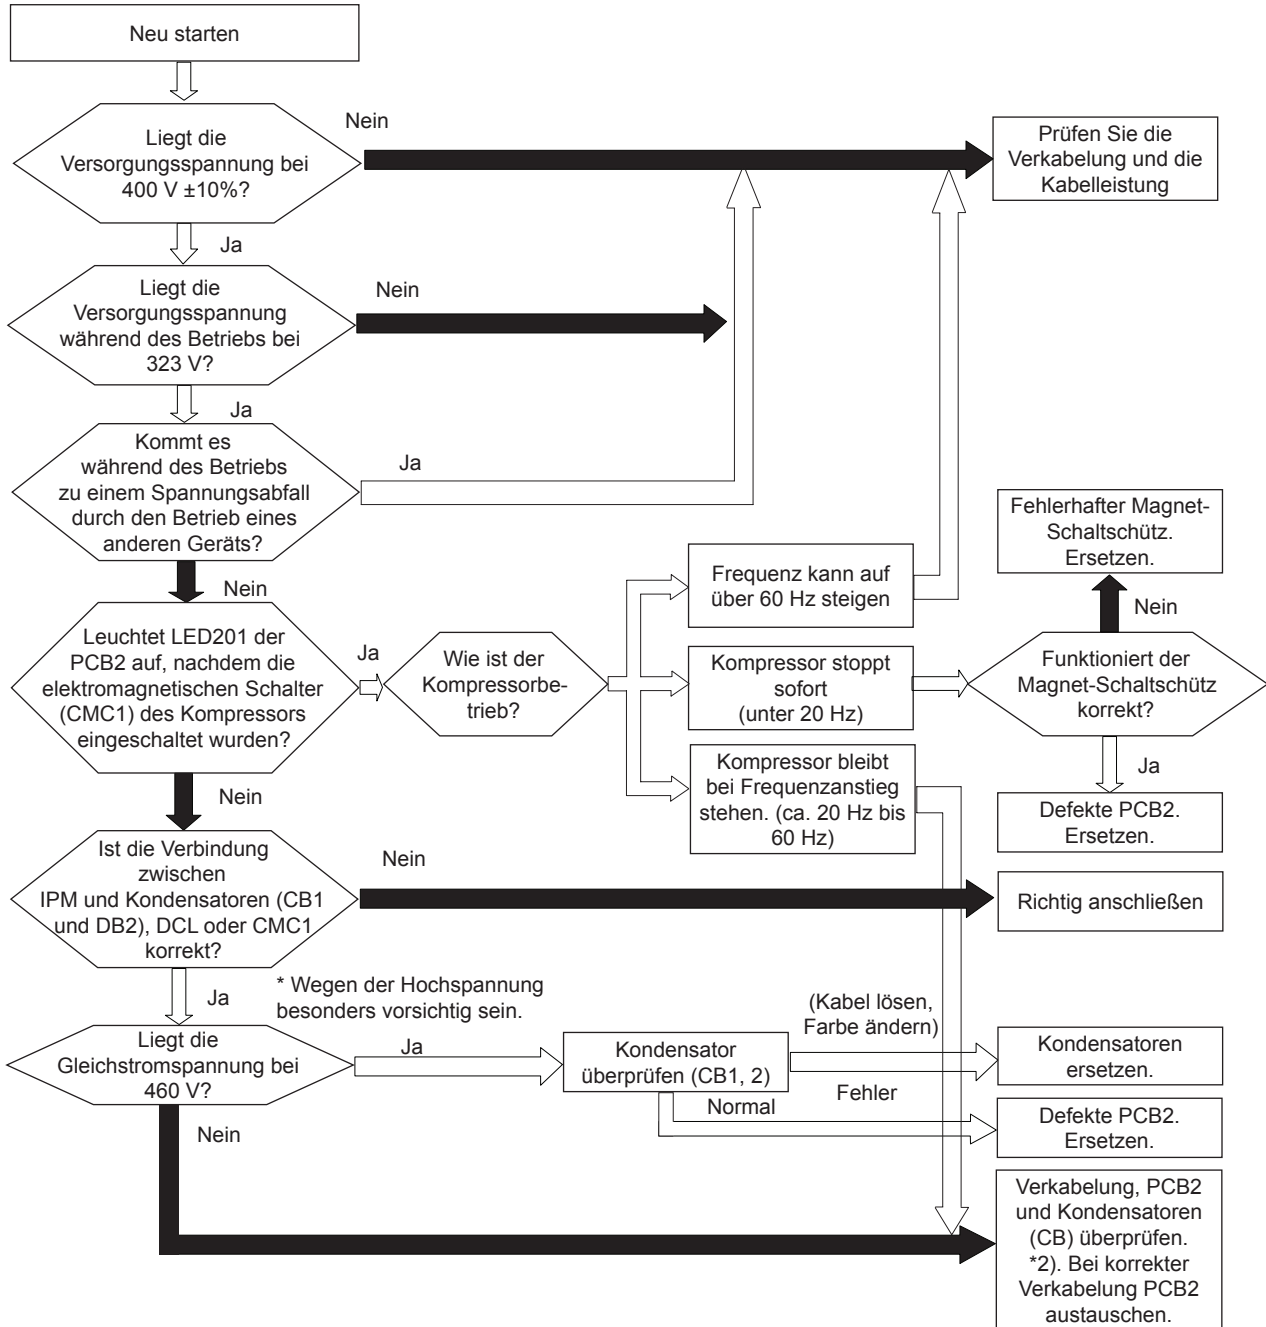 Neu starten
Liegt die
Versorgungsspannung bei
400 V ±10%?
Nein
Prüfen Sie die
Verkabelung und die
Kabelleistung
Ja
Liegt die
Versorgungsspannung
während des Betriebs bei
323 V?
Nein
Ja
Kommt es
während des Betriebs
zu einem Spannungsabfall
durch den Betrieb eines
anderen Geräts?
Ja
Nein
Leuchtet LED201 der
PCB2 auf, nachdem die
elektromagnetischen Schalter
(CMC1) des Kompressors
eingeschaltet wurden?
Ja
Wie ist der
Kompressorbe-
trieb?
Frequenz kann auf
über 60 Hz steigen
Kompressor stoppt
sofort
(unter 20 Hz)
Kompressor bleibt
bei Frequenzanstieg
stehen. (ca. 20 Hz bis
60 Hz)
Fehlerhafter Magnet-
Schaltschütz.
Ersetzen.
Nein
Funktioniert der
Magnet-Schaltschütz
korrekt?
Ja
Defekte PCB2.
Ersetzen.
Nein
Ist die Verbindung
zwischen
IPM und Kondensatoren (CB1
und DB2), DCL oder CMC1
korrekt?
Nein
Richtig anschließen
Ja
* Wegen der Hochspannung
besonders vorsichtig sein.
Liegt die
Gleichstromspannung bei
460 V?
Ja
Kondensator
überprüfen (CB1, 2)
(Kabel lösen,
Farbe ändern)
Fehler
Kondensatoren
ersetzen.
Normal
Defekte PCB2.
Ersetzen.
Nein
Verkabelung, PCB2
und Kondensatoren
(CB) überprüfen.
*2). Bei korrekter
Verkabelung PCB2
austauschen.